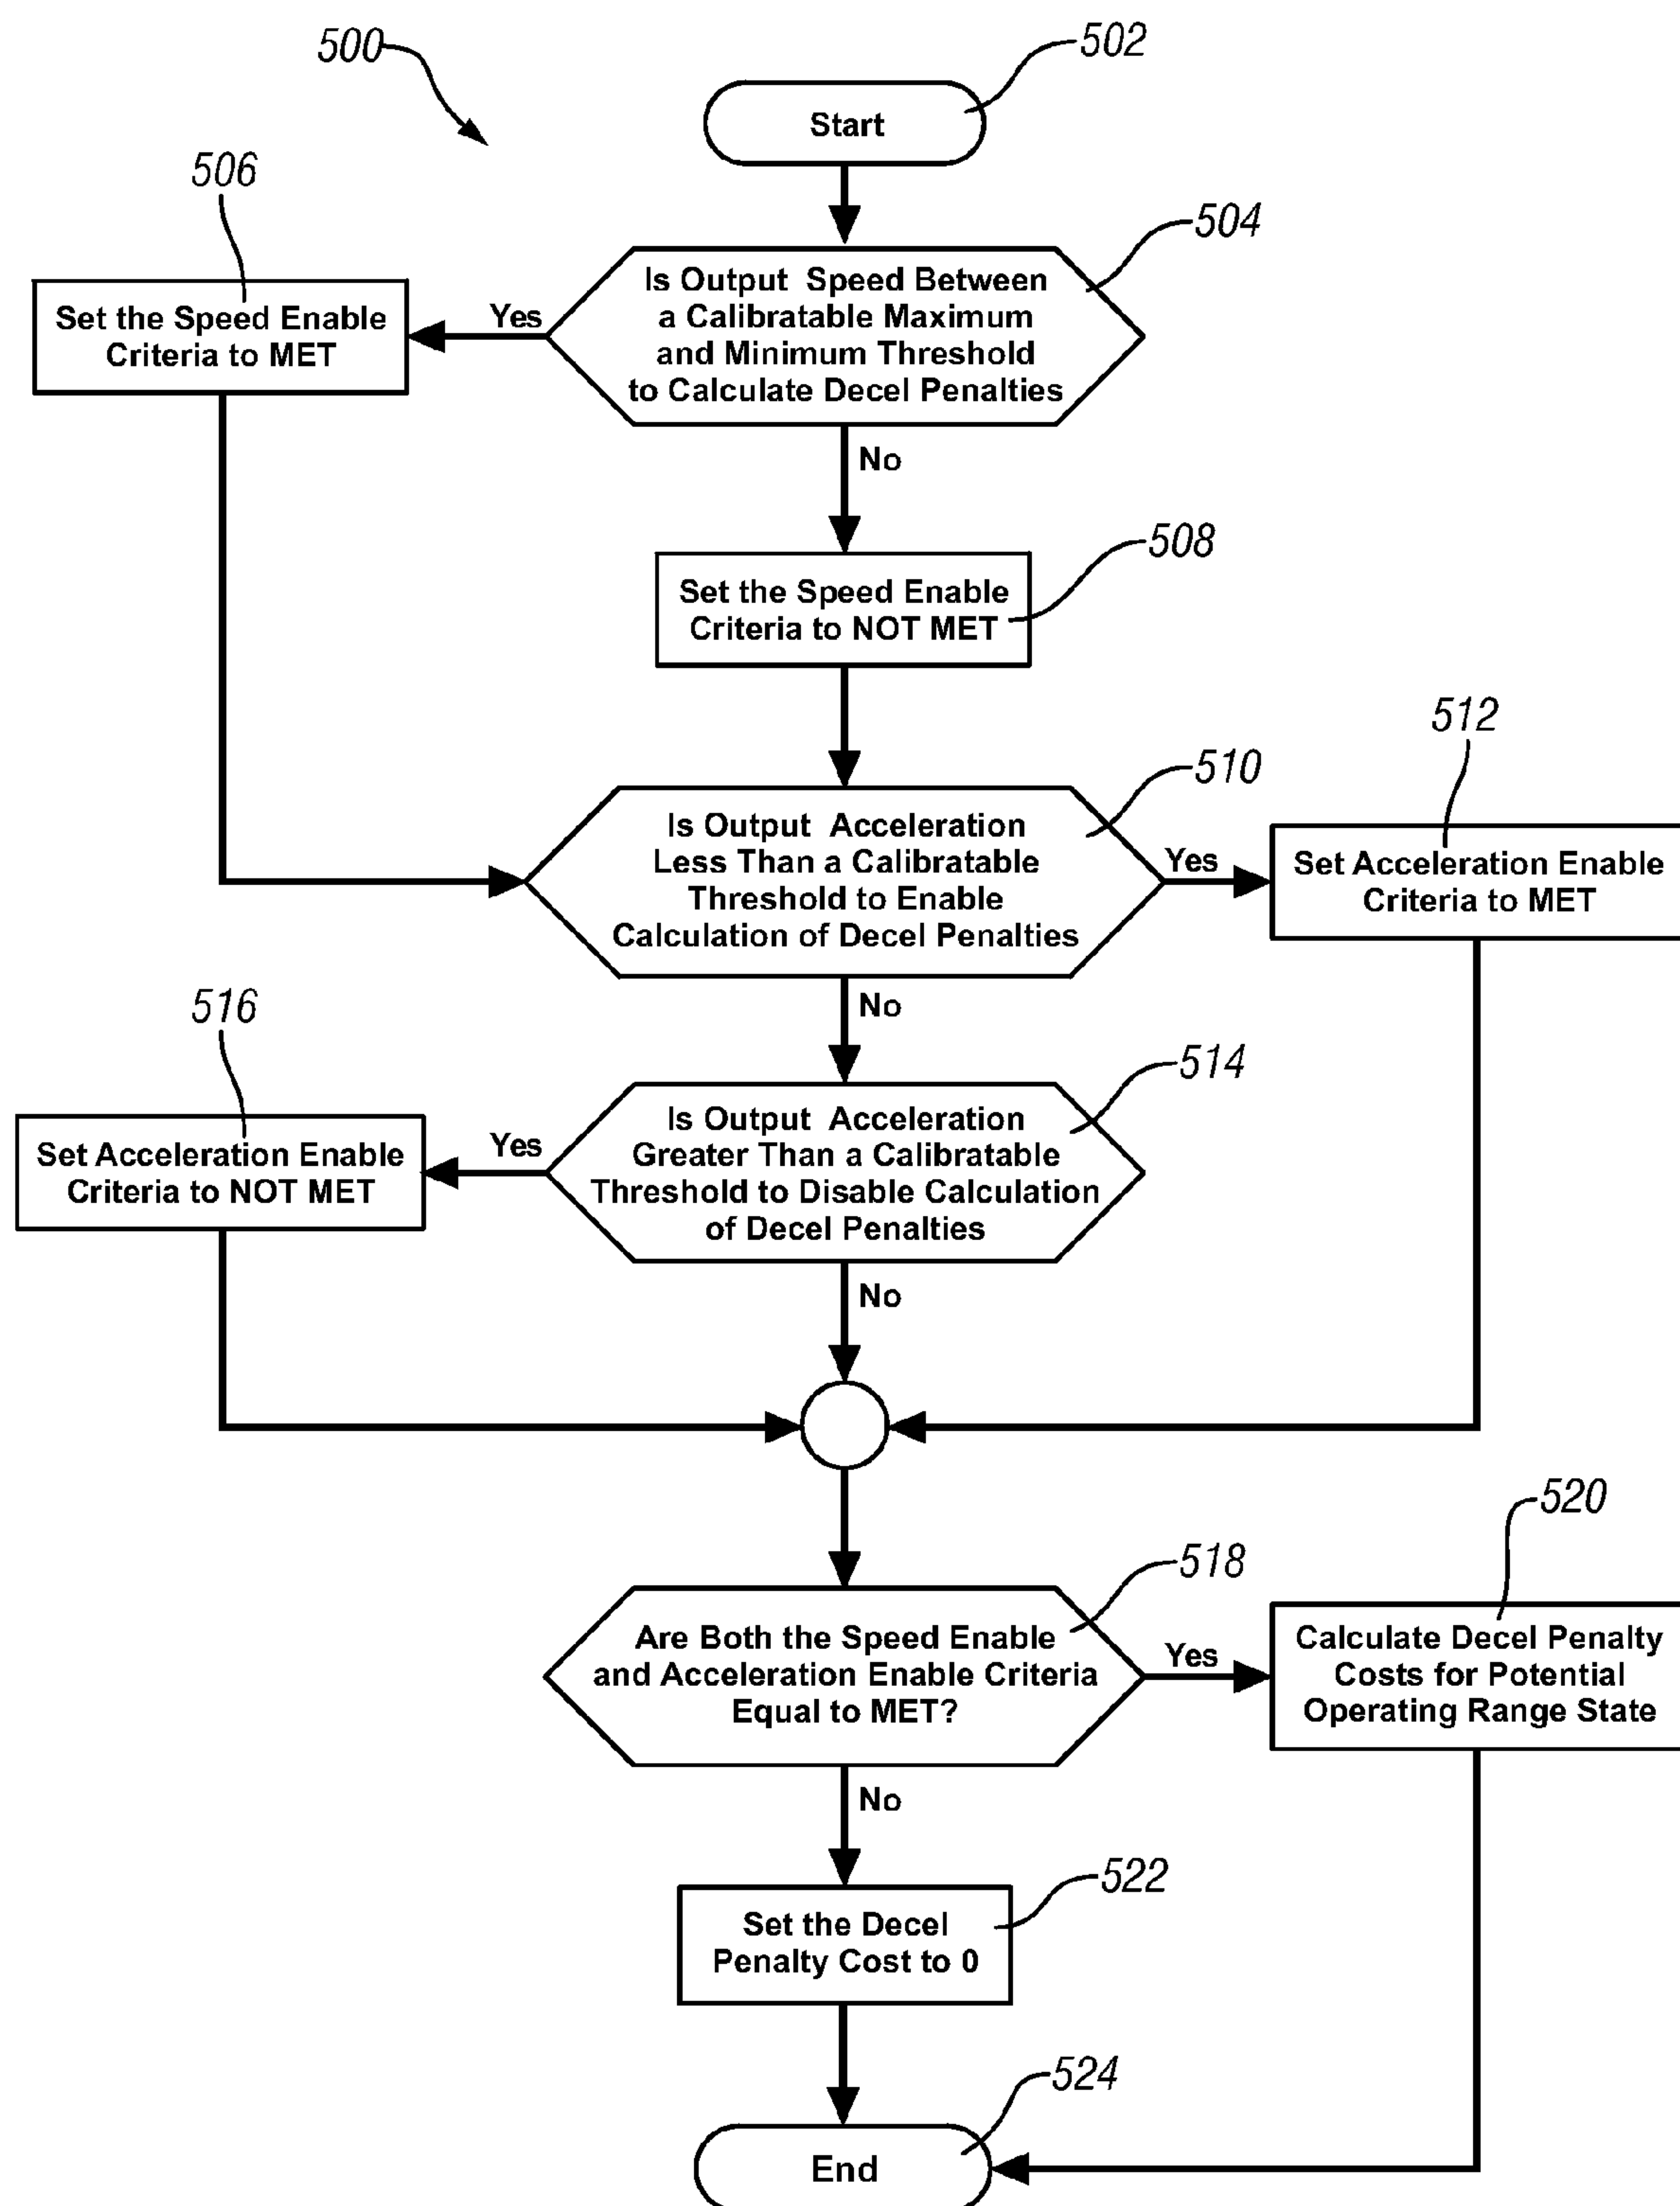 500
502
Start
504
506
Is Output Speed Between
a Calibratable Maximum
and Minimum Threshold
to Calculate Decel Penalties
Yes
Set the Speed Enable
Criteria to MET
No
508
Set the Speed Enable
Criteria to NOT MET
510
512
Is Output Acceleration
Less Than a Calibratable
Threshold to Enable
Calculation of Decel Penalties
Yes
Set Acceleration Enable
Criteria to MET
No
514
516
Is Output Acceleration
Greater Than a Calibratable
Threshold to Disable Calculation
of Decel Penalties
Yes
Set Acceleration Enable
Criteria to NOT MET
No
518
520
Are Both the Speed Enable
and Acceleration Enable Criteria
Equal to MET?
Yes
Calculate Decel Penalty
Costs for Potential
Operating Range State
No
522
Set the Decel
Penalty Cost to 0
524
End